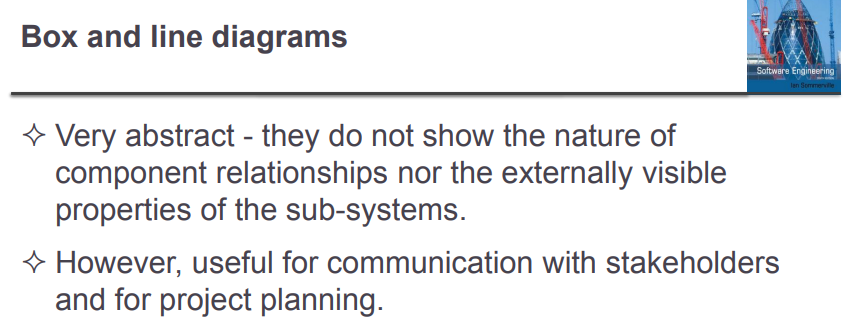 Box and line diagrams
Software Engineering
Ian Sommerville
✧ Very abstract - they do not show the nature of
component relationships nor the externally visible
properties of the sub-systems.
✧ However, useful for communication with stakeholders
and for project planning.